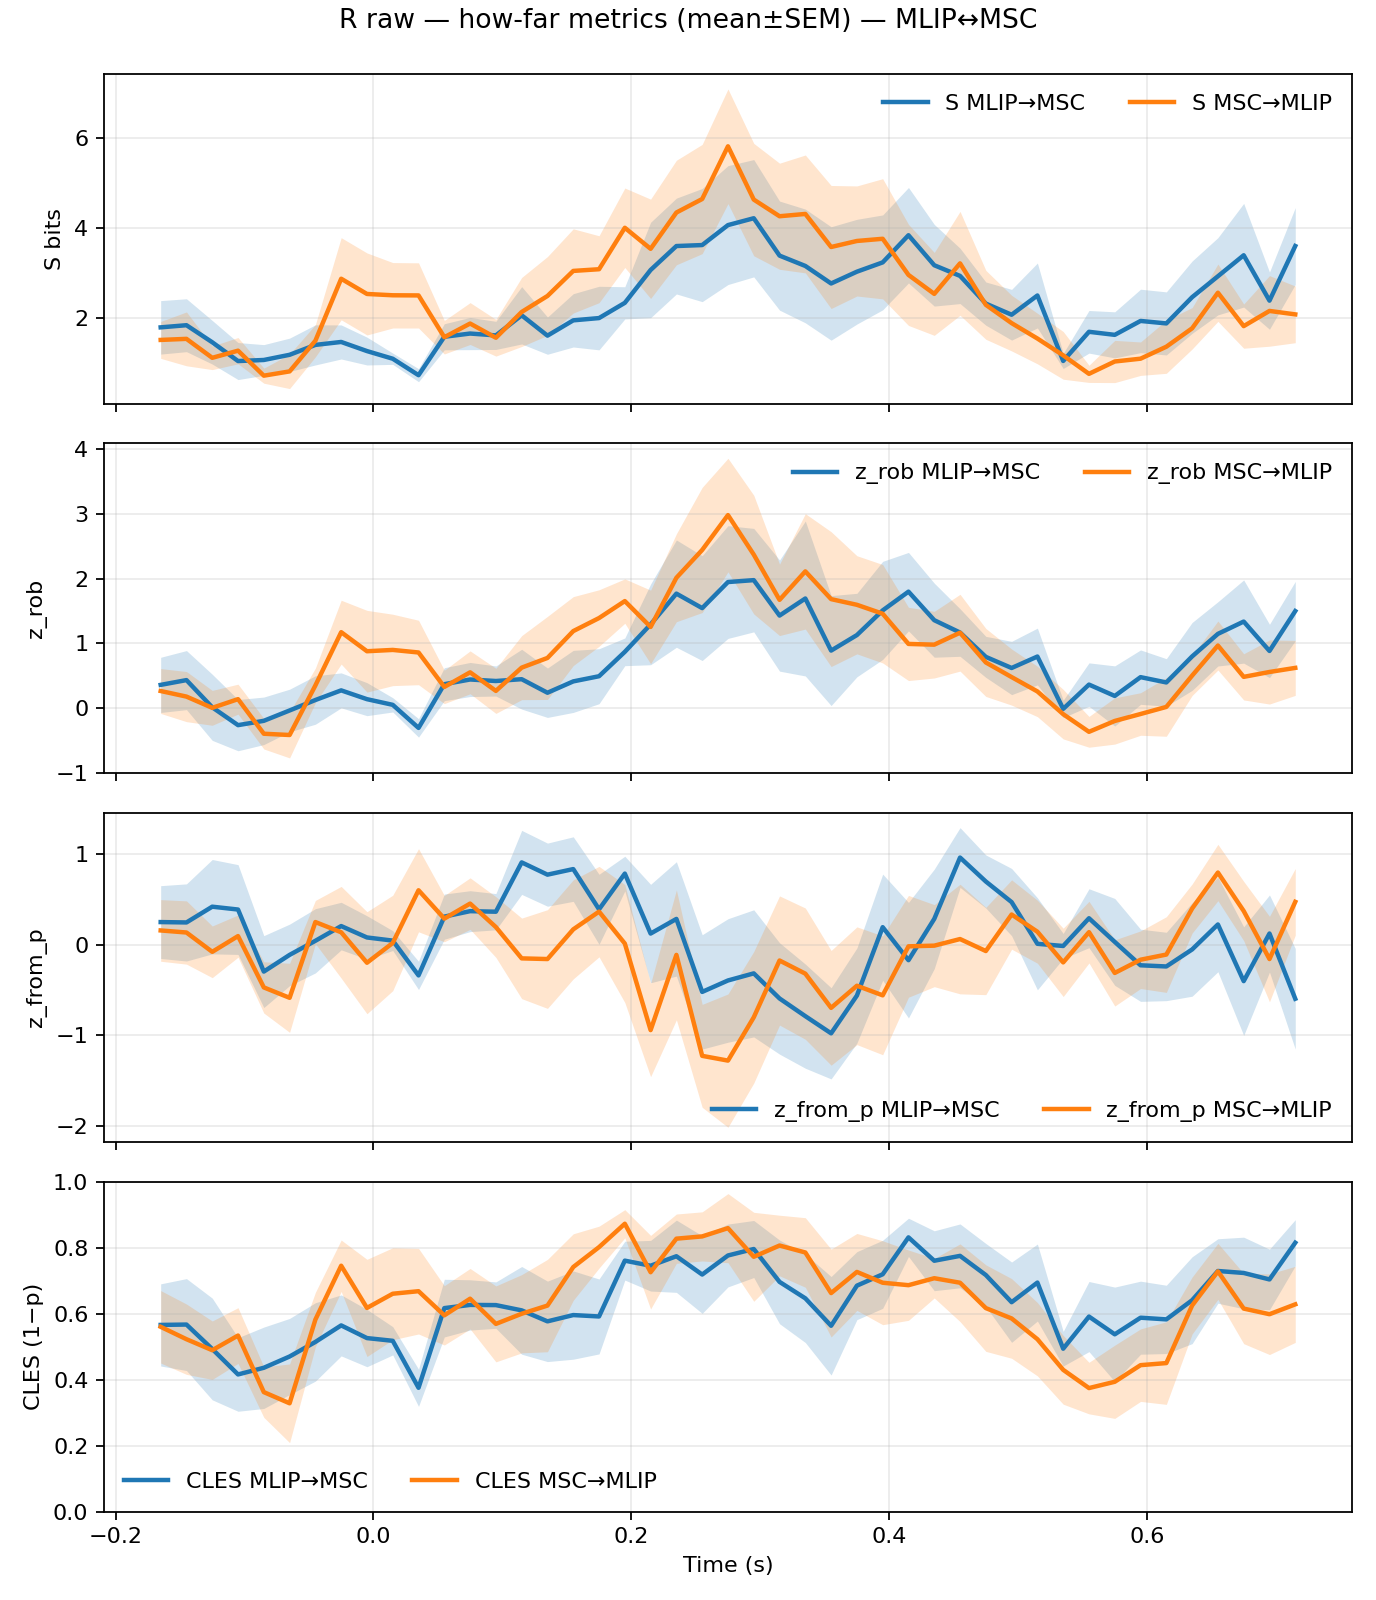 R raw — how-far metrics (mean±SEM) — MLIP↔MSC
S MLIP→MSC S MSC→MLIP
6
4
2
S bits
z_rob MLIP→MSC z_rob MSC→MLIP
4
3
2
1
0
−1
z_rob
1
0
−1
−2
z_from_p
z_from_p MLIP→MSC z_from_p MSC→MLIP
1.0
0.8
0.6
0.4
0.2
0.0
CLES (1−p)
CLES MLIP→MSC CLES MSC→MLIP
−0.2 0.0 0.2 0.4 0.6
Time (s)